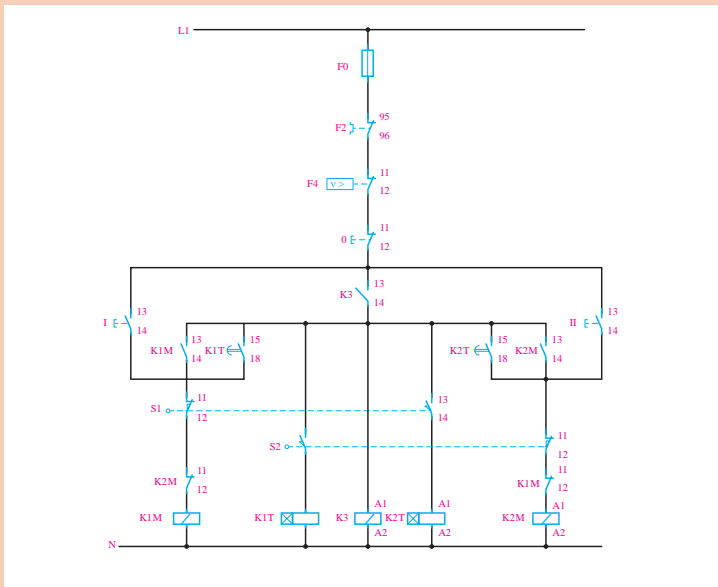 L1
F0
F2 95
96
F4 v > 11
12
0 11
12
K3 13
14
I 13
14
II 13
14
K1M 13
14
K1T 15
18
K2T 15
18
K2M 13
14
S1 11
12
13
14
S2 11
12
K2M 11
12
K1M 11
12
K1M
K1T
K3 A1
A2
K2T A1
A2
K2M A1
A2
N